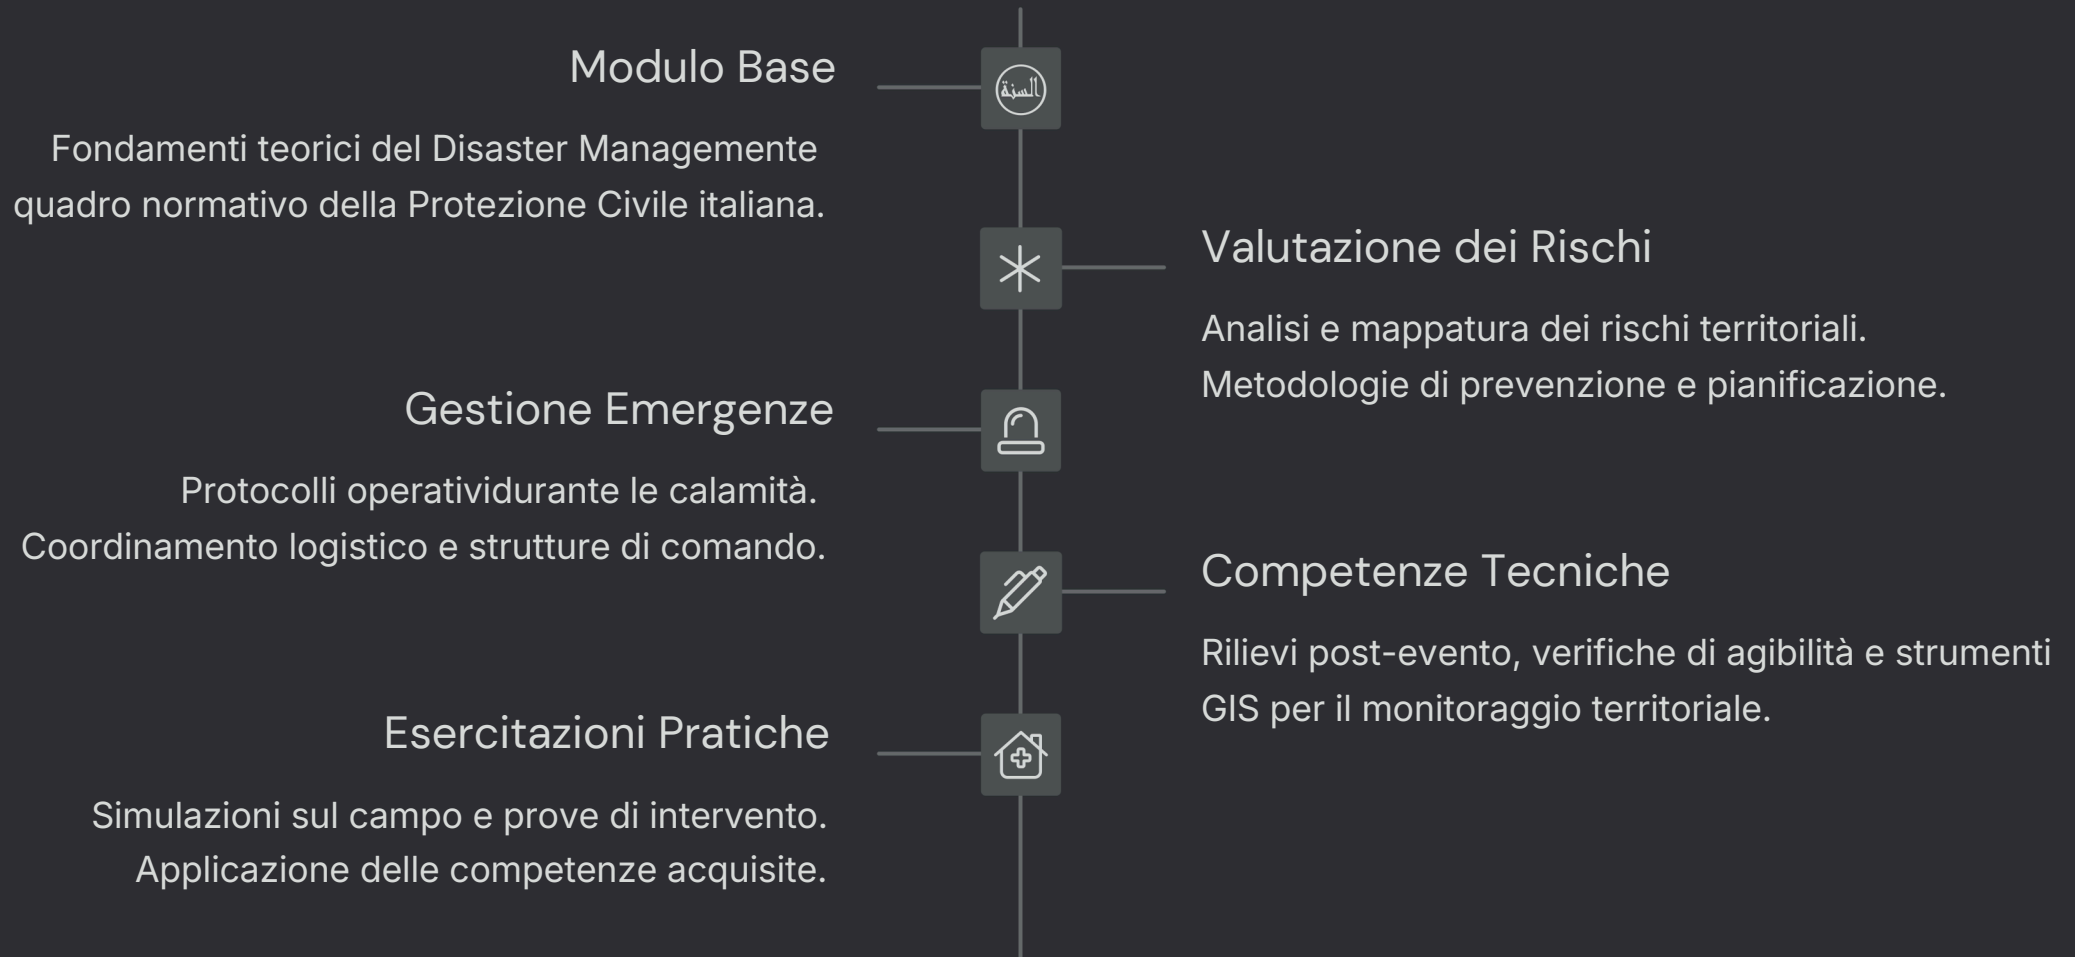 Modulo Base
السنة
Fondamenti teorici del Disaster Managemente
quadro normativo della Protezione Civile italiana.
Valutazione dei Rischi
Analisi e mappatura dei rischi territoriali.
Metodologie di prevenzione e pianificazione.
Gestione Emergenze
Protocolli operatividurante le calamità.
Coordinamento logistico e strutture di comando.
Competenze Tecniche
Rilievi post-evento, verifiche di agibilità e strumenti
GIS per il monitoraggio territoriale.
Esercitazioni Pratiche
Simulazioni sul campo e prove di intervento.
Applicazione delle competenze acquisite.